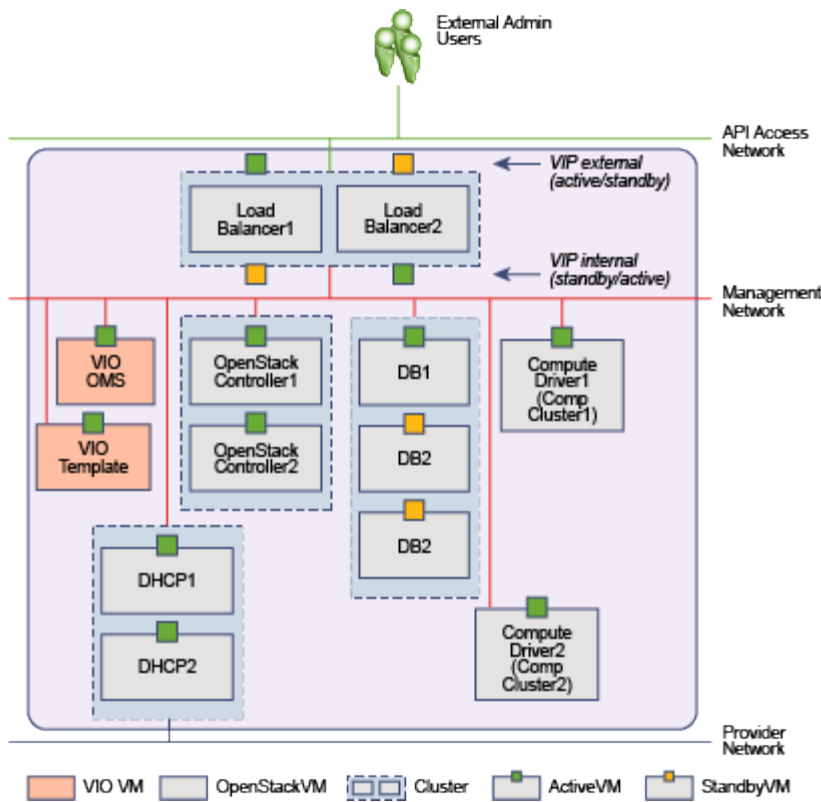 External Admin
Users
API Access
Network
VIP external
(active/standby)
Load
Balancer1
Load
Balancer2
VIP internal
(standby/active)
Management
Network
VIO
OMS
OpenStack
Controller1
DB1
Compute
Driver1
(Comp
Cluster1)
VIO
Template
OpenStack
Controller2
DB2
DB2
DHCP1
DHCP2
Compute
Driver2
(Comp
Cluster2)
Provider
Network
VIO VM
OpenStackVM
Cluster
ActiveVM
StandbyVM